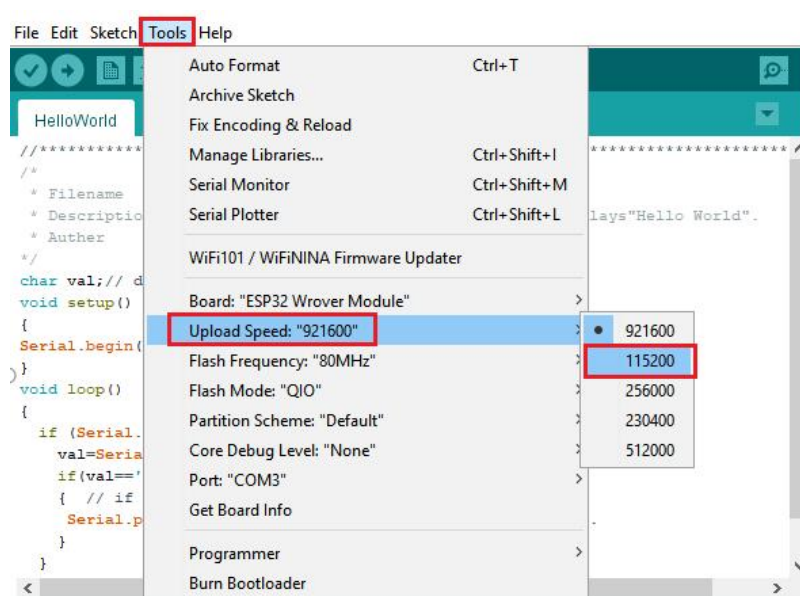 File Edit Sketch Tools Help
Auto Format Ctrl+T
Archive Sketch
HelloWorld
Fix Encoding & Reload
//***********
Manage Libraries... Ctrl+Shift+I
***********************
/*
Serial Monitor Ctrl+Shift+M
* Filename
Serial Plotter Ctrl+Shift+L
* Descriptio
lays"Hello World".
* Auther
*/
WiFi101 / WiFiNINA Firmware Updater
char val;// d
Board: "ESP32 Wrover Module"
void setup()
{
Upload Speed: "921600"
921600
Serial.begin(
}
Flash Frequency: "80MHz"
115200
void loop()
Flash Mode: "QIO"
256000
{
Partition Scheme: "Default"
230400
if (Serial.
Core Debug Level: "None"
512000
val=Seria
if(val=='
Port: "COM3"
{ // if
Get Board Info
Serial.p
.
}
Programmer
}
Burn Bootloader